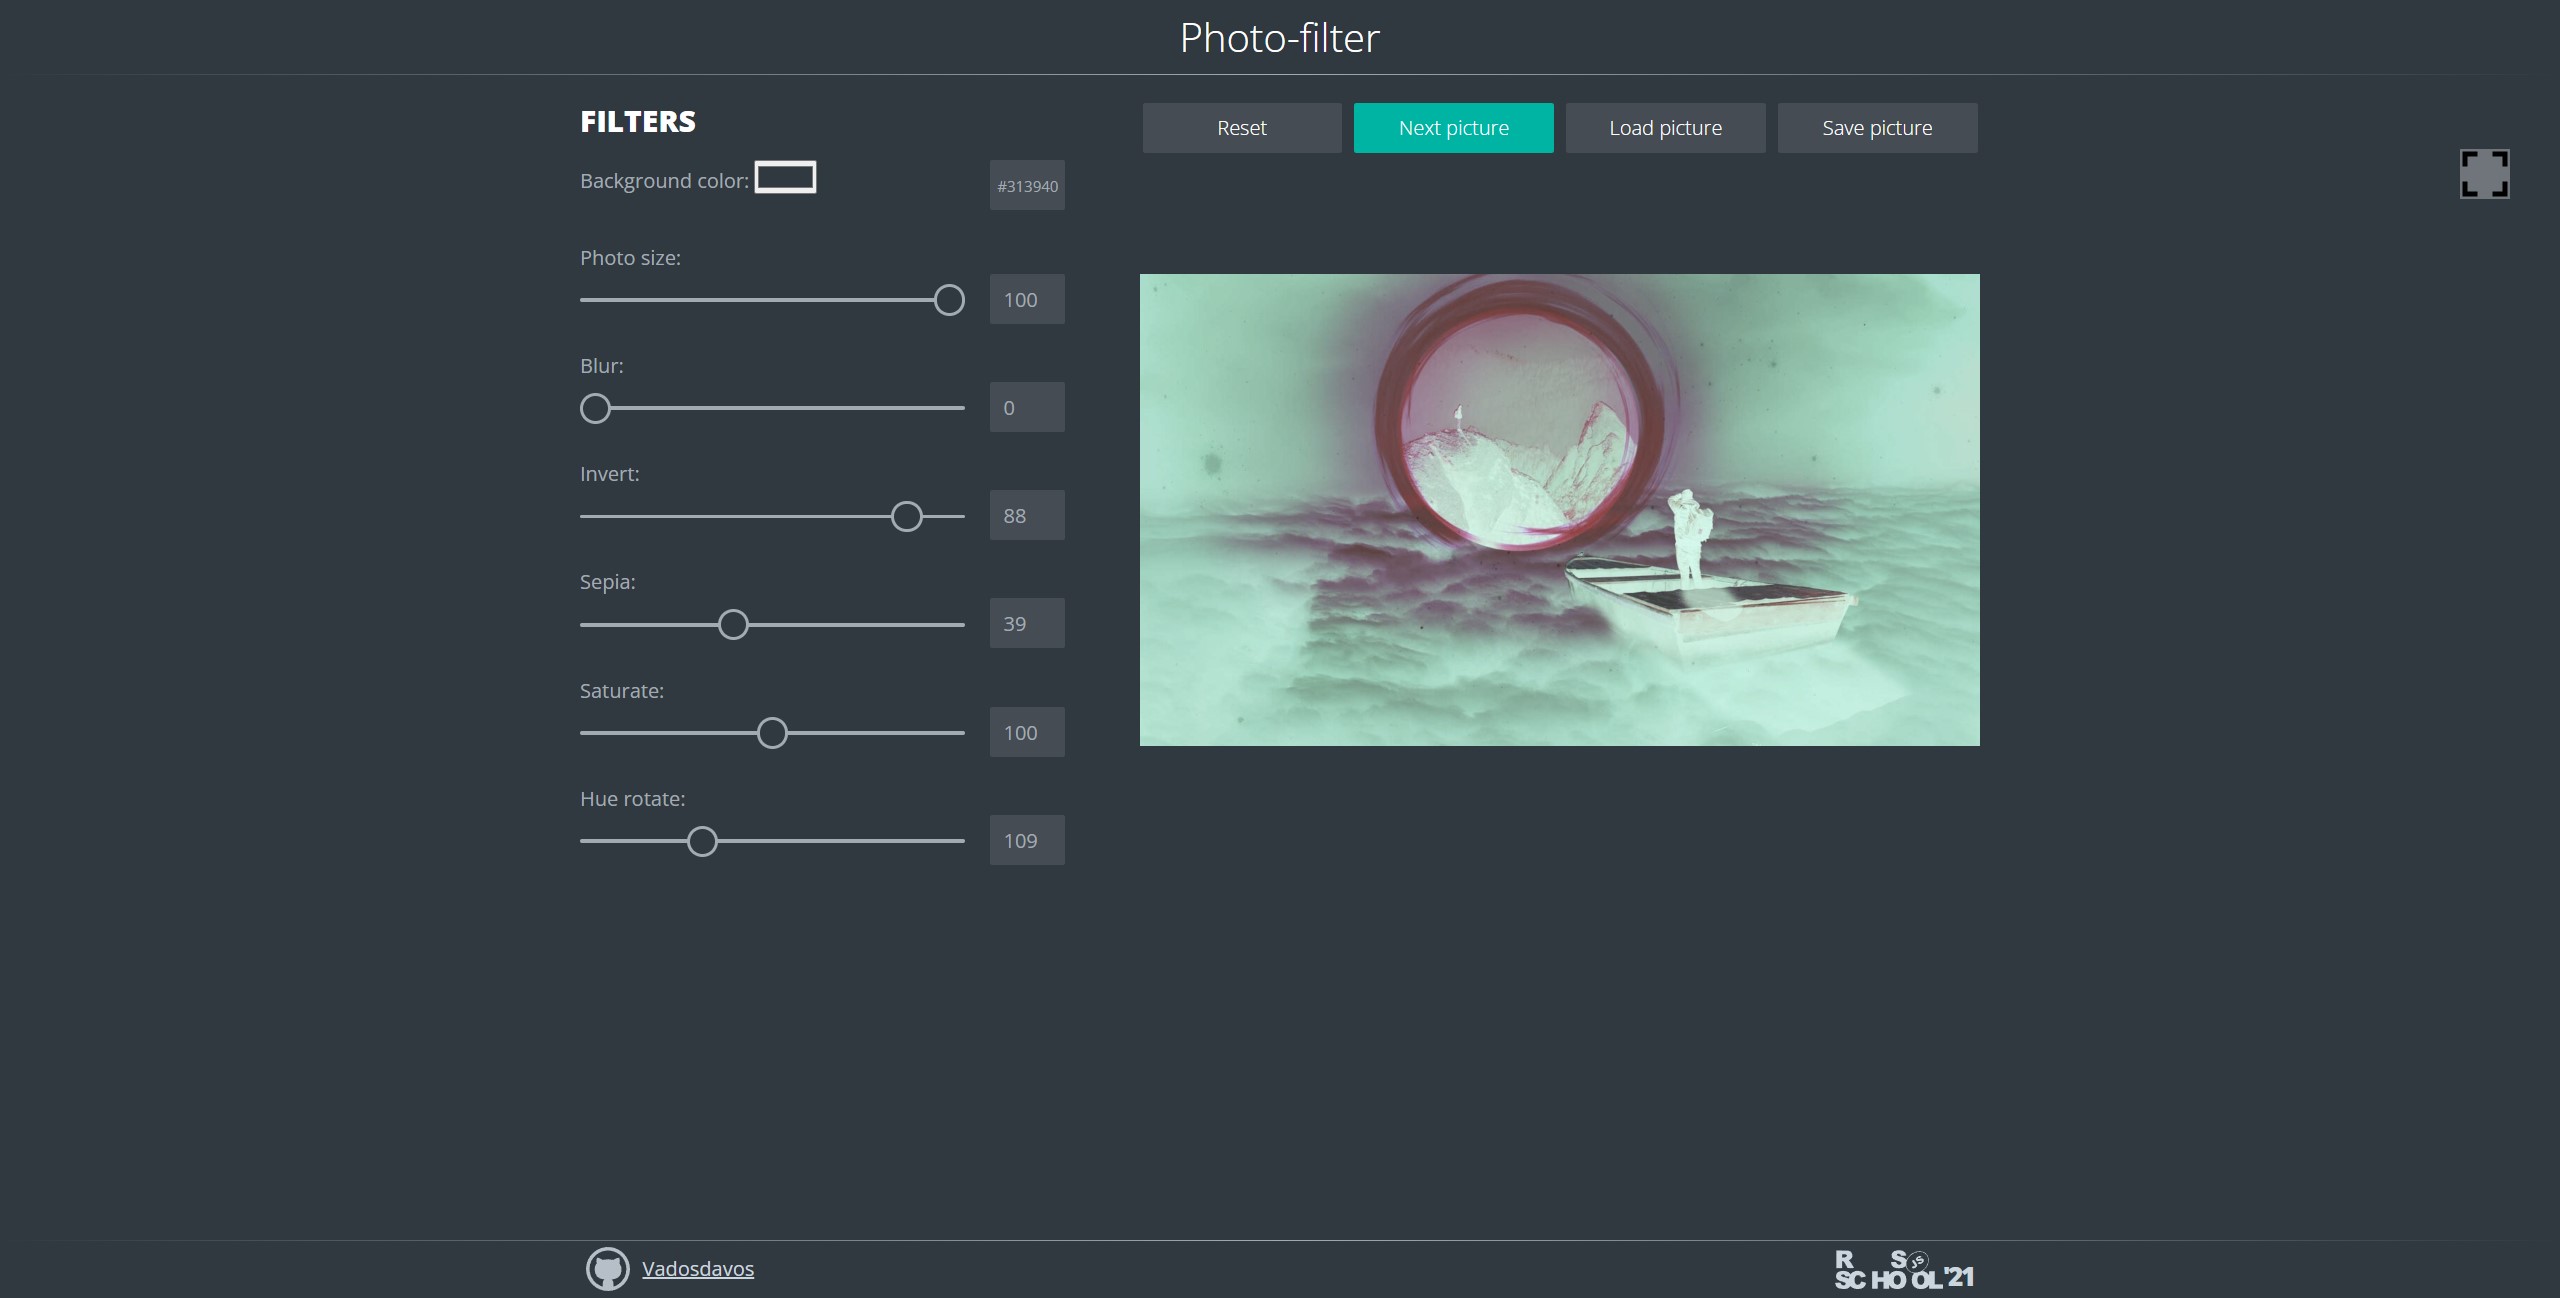 Photo-filter
FILTERS
Background color:
#313940
Photo size:
100
Blur:
0
Invert:
88
Sepia:
39
Saturate:
100
Hue rotate:
109
Reset
Next picture
Load picture
Save picture
Vadosdavos
R S JS
SCHOOL'21